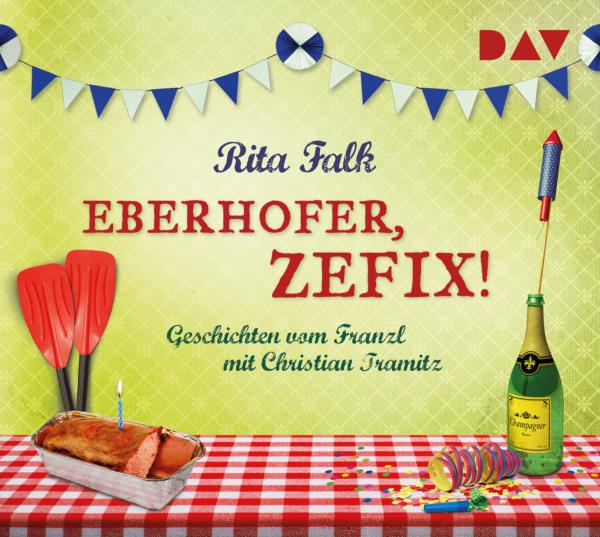 DAV
Rita Falk
EBERHOFER,
ZEFIX!
Geschichten vom Franzl
mit Christian Tramitz
Champagner